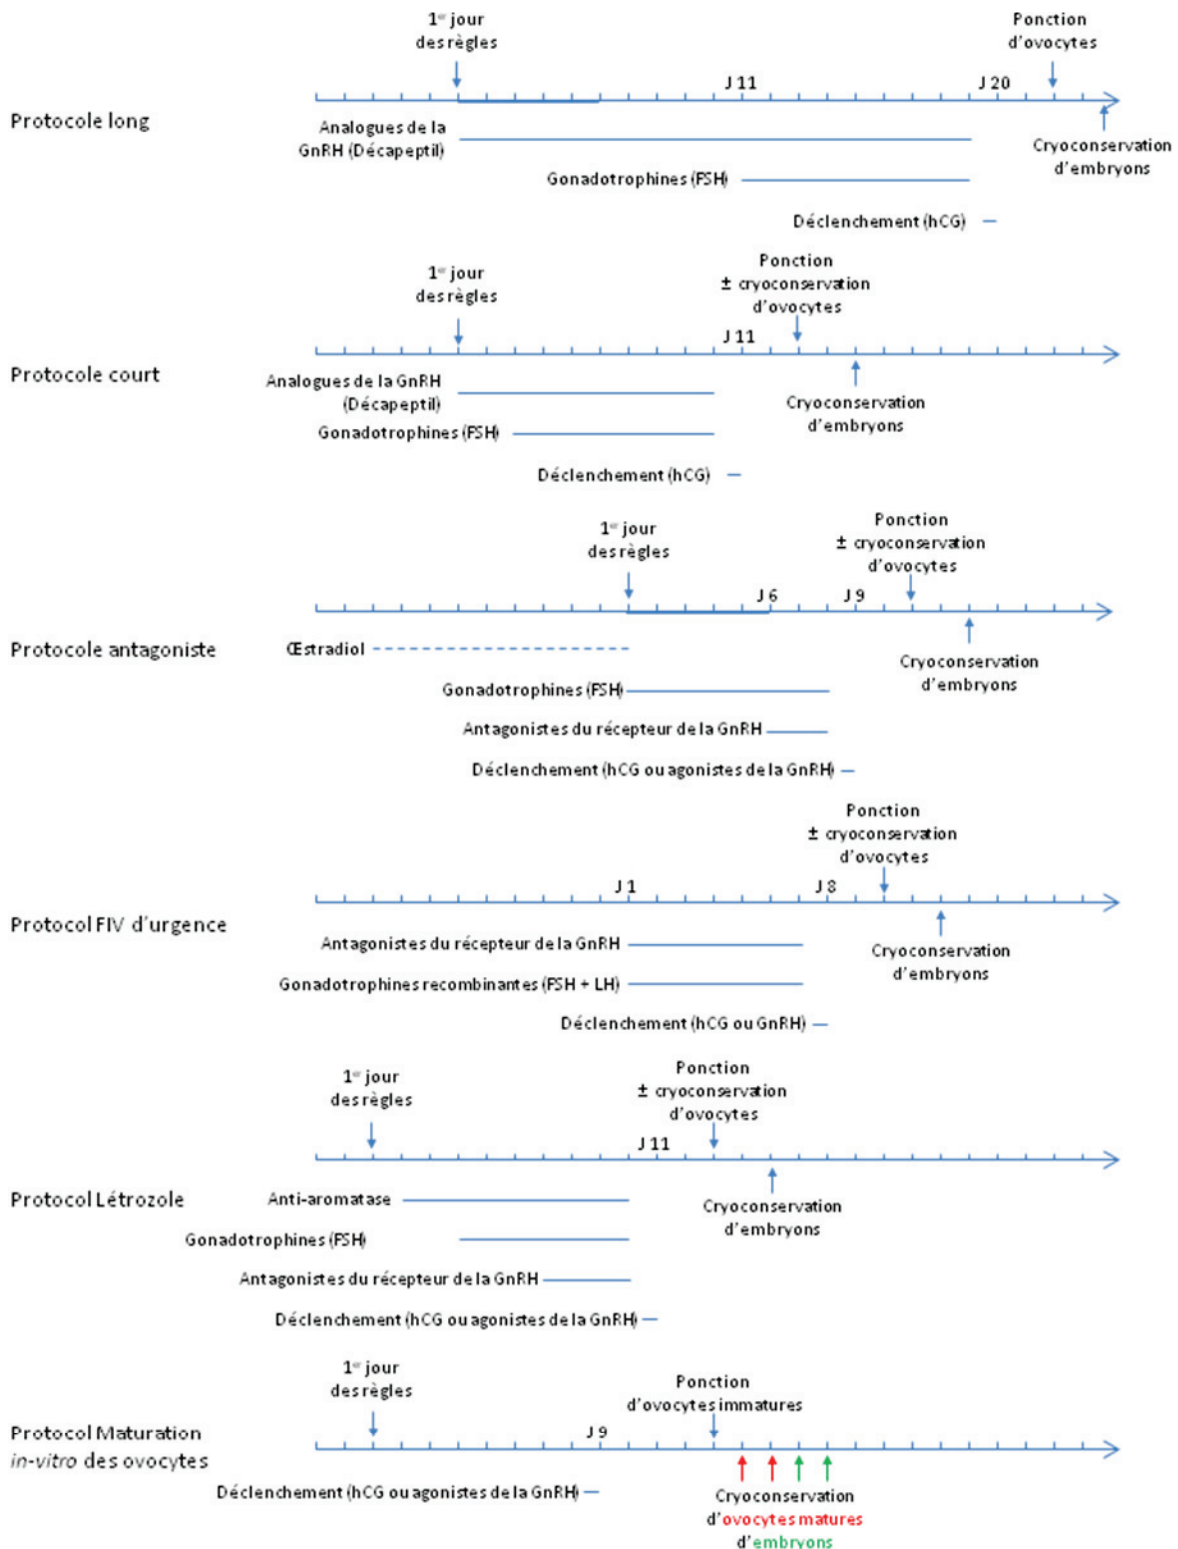 1er jour
des règles
Ponction
d'ovocytes
J 11
J 20
Protocole long
Analogues de la
GnRH (Décapeptil)
Cryoconservation
d'embryons
Gonadotrophines (FSH)
Déclenchement (hCG)
1er jour
des règles
Ponction
± cryoconservation
d'ovocytes
J 11
Protocole court
Analogues de la GnRH
(Décapeptil)
Cryoconservation
d'embryons
Gonadotrophines (FSH)
Déclenchement (hCG)
1er jour
des règles
Ponction
± cryoconservation
d'ovocytes
J 6
J 9
Protocole antagoniste
Œstradiol
Cryoconservation
d'embryons
Gonadotrophines (FSH)
Antagonistes du récepteur de la GnRH
Déclenchement (hCG ou agonistes de la GnRH)
Ponction
± cryoconservation
d'ovocytes
J 1
J 8
Protocol FIV d'urgence
Antagonistes du récepteur de la GnRH
Cryoconservation
d'embryons
Gonadotrophines recombinantes (FSH + LH)
Déclenchement (hCG ou GnRH)
1er jour
des règles
Ponction
± cryoconservation
d'ovocytes
J 11
Protocol Létrozole
Anti-aromatase
Cryoconservation
d'embryons
Gonadotrophines (FSH)
Antagonistes du récepteur de la GnRH
Déclenchement (hCG ou agonistes de la GnRH)
1er jour
des règles
Ponction
d'ovocytes immatures
J 9
Protocol Maturation
in-vitro des ovocytes
Déclenchement (hCG ou agonistes de la GnRH)
Cryoconservation
d'ovocytes matures
d'embryons